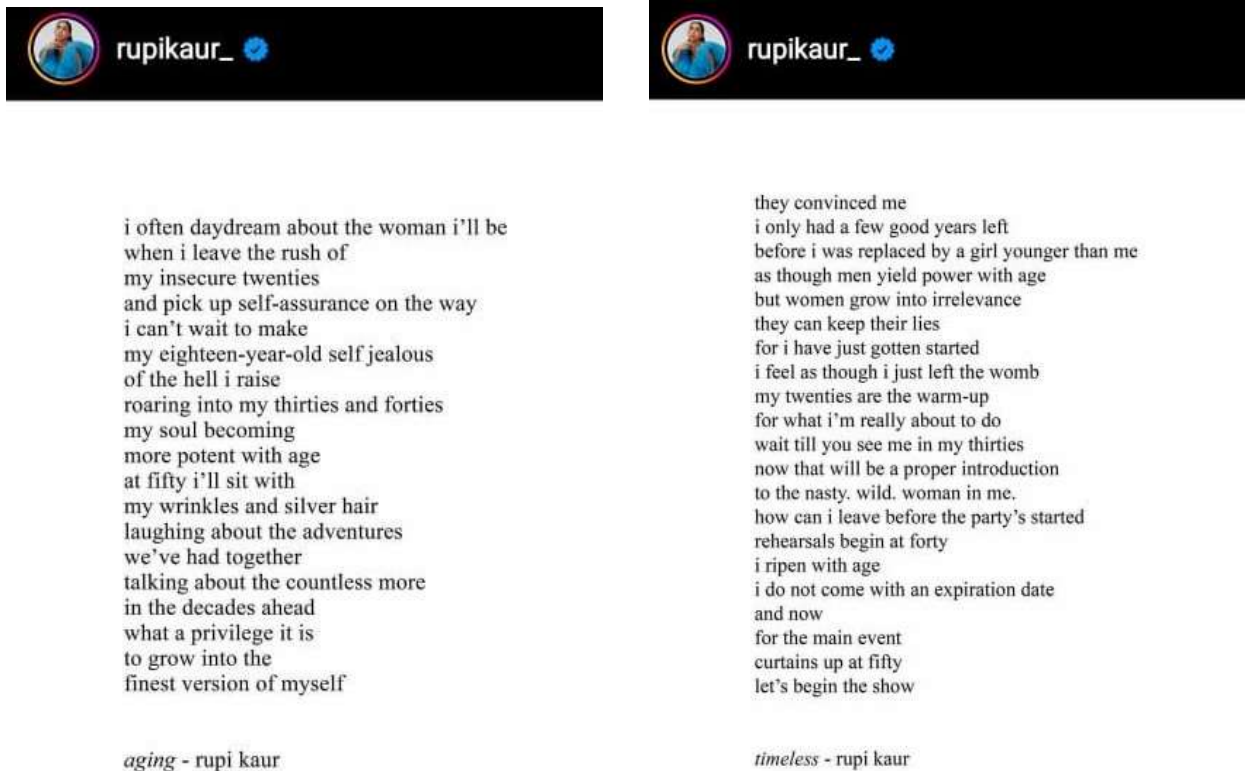 rupikaur_
i often daydream about the woman i’ll be
when i leave the rush of
my insecure twenties
and pick up self-assurance on the way
i can’t wait to make
my eighteen-year-old self jealous
of the hell i raise
roaring into my thirties and forties
my soul becoming
more potent with age
at fifty i’ll sit with
my wrinkles and silver hair
laughing about the adventures
we’ve had together
talking about the countless more
in the decades ahead
what a privilege it is
to grow into the
finest version of myself
aging - rupi kaur
rupikaur_
they convinced me
i only had a few good years left
before i was replaced by a girl younger than me
as though men yield power with age
but women grow into irrelevance
they can keep their lies
for i have just gotten started
i feel as though i just left the womb
my twenties are the warm-up
for what i’m really about to do
wait till you see me in my thirties
now that will be a proper introduction
to the nasty. wild. woman in me.
how can i leave before the party’s started
rehearsals begin at forty
i ripen with age
i do not come with an expiration date
and now
for the main event
curtains up at fifty
let’s begin the show
timeless - rupi kaur